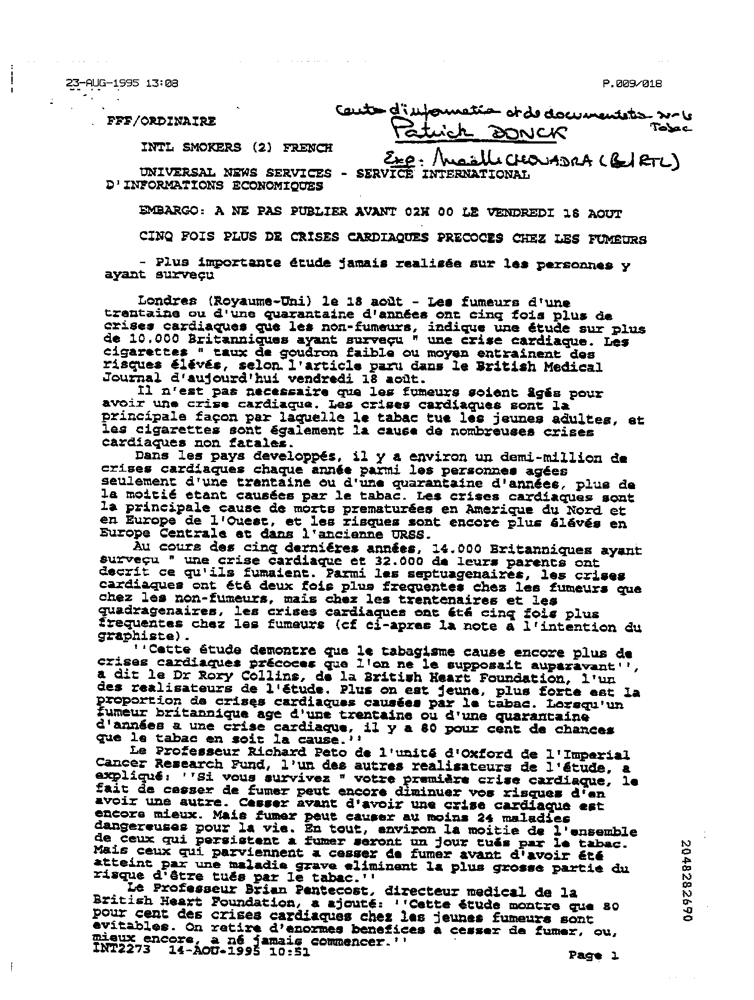 23-AUG-1995 13:08 P.009/018
Centre d'information et de documentation sur le
Tabac
FFF/ORDINAIRE
Patrick DONCK
INTL SMOKERS (2) FRENCH
Exp: (Bel RTL)
UNIVERSAL NEWS SERVICES - SERVICE INTERNATIONAL
D'INFORMATIONS ECONOMIQUES
EMBARGO: A NE PAS PUBLIER AVANT 02H 00 LE VENDREDI 18 AOUT
CINQ FOIS PLUS DE CRISES CARDIAQUES PRECOCES CHEZ LES FUMEURS
- Plus importante étude jamais realisée sur les personnes y
ayant surveçu
Londres (Royaume-Uni) le 18 août - Les fumeurs d'une
trentaine ou d'une quarantaine d'années ont cinq fois plus de
crises cardiaques que les non-fumeurs, indique une étude sur plus
de 10.000 Britanniques ayant surveçu " une crise cardiaque. Les
cigarettes " taux de goudron faible ou moyen entrainent des
risques élévés, selon l'article paru dans le British Medical
Journal d'aujourd'hui vendredi 18 août.
Il n'est pas necessaire que les fumeurs soient âgés pour
avoir une crise cardiaque. Les crises cardiaques sont la
principale façon par laquelle le tabac tue les jeunes adultes, et
les cigarettes sont également la cause de nombreuses crises
cardiaques non fatales.
Dans les pays developpés, il y a environ un demi-million de
crises cardiaques chaque année parmi les personnes agées
seulement d'une trentaine ou d'une quarantaine d'années, plus de
la moitié etant causées par le tabac. Les crises cardiaques sont
la principale cause de morts prematurées en Amerique du Nord et
en Europe de l'Ouest, et les risques sont encore plus élévés en
Europe Centrale et dans l'ancienne URSS.
Au cours des cinq derniéres années, 14.000 Britanniques ayant
surveçu " une crise cardiaque et 32.000 de leurs parents ont
decrit ce qu'ils fumaient. Parmi les septuagenaires, les crises
cardiaques ont été deux fois plus frequentes chez les fumeurs que
chez les non-fumeurs, mais chez les trentenaires et les
quadragenaires, les crises cardiaques ont été cinq fois plus
frequentes chez les fumeurs (cf ci-apres la note a l'intention du
graphiste).
''Cette étude demontre que le tabagisme cause encore plus de
crises cardiaques précoces que l'on ne le supposait auparavant'',
a dit le Dr Rory Collins, de la British Heart Foundation, l'un
des realisateurs de l'étude. Plus on est jeune, plus forte est la
proportion de crises cardiaques causées par le tabac. Lorsqu'un
fumeur britannique age d'une trentaine ou d'une quarantaine
d'années a une crise cardiaque, il y a 80 pour cent de chances
que le tabac en soit la cause.''
Le Professeur Richard Peto de l'unité d'Oxford de l'Imperial
Cancer Research Fund, l'un des autres realisateurs de l'étude, a
expliqué: ''Si vous survivez " votre première crise cardiaque, le
fait de cesser de fumer peut encore diminuer vos risques d'en
avoir une autre. Cesser avant d'avoir une crise cardiaque est
encore mieux. Mais fumer peut causer au moins 24 maladies
dangereuses pour la vie. En tout, environ la moitie de l'ensemble
de ceux qui persistent a fumer seront un jour tués par le tabac.
Mais ceux qui parviennent a cesser de fumer avant d'avoir été
atteint par une maladie grave eliminent la plus grosse partie du
risque d'être tués par le tabac.''
Le Professeur Brian Pentecost, directeur medical de la
British Heart Foundation, a ajouté: ''Cette étude montre que 80
pour cent des crises cardiaques chez les jeunes fumeurs sont
evitables. On retire d'enormes benefices a cesser de fumer, ou,
mieux encore, a né jamais commencer.''
INT2273 14-AOU-1995 10:51 Page 1
2048282690